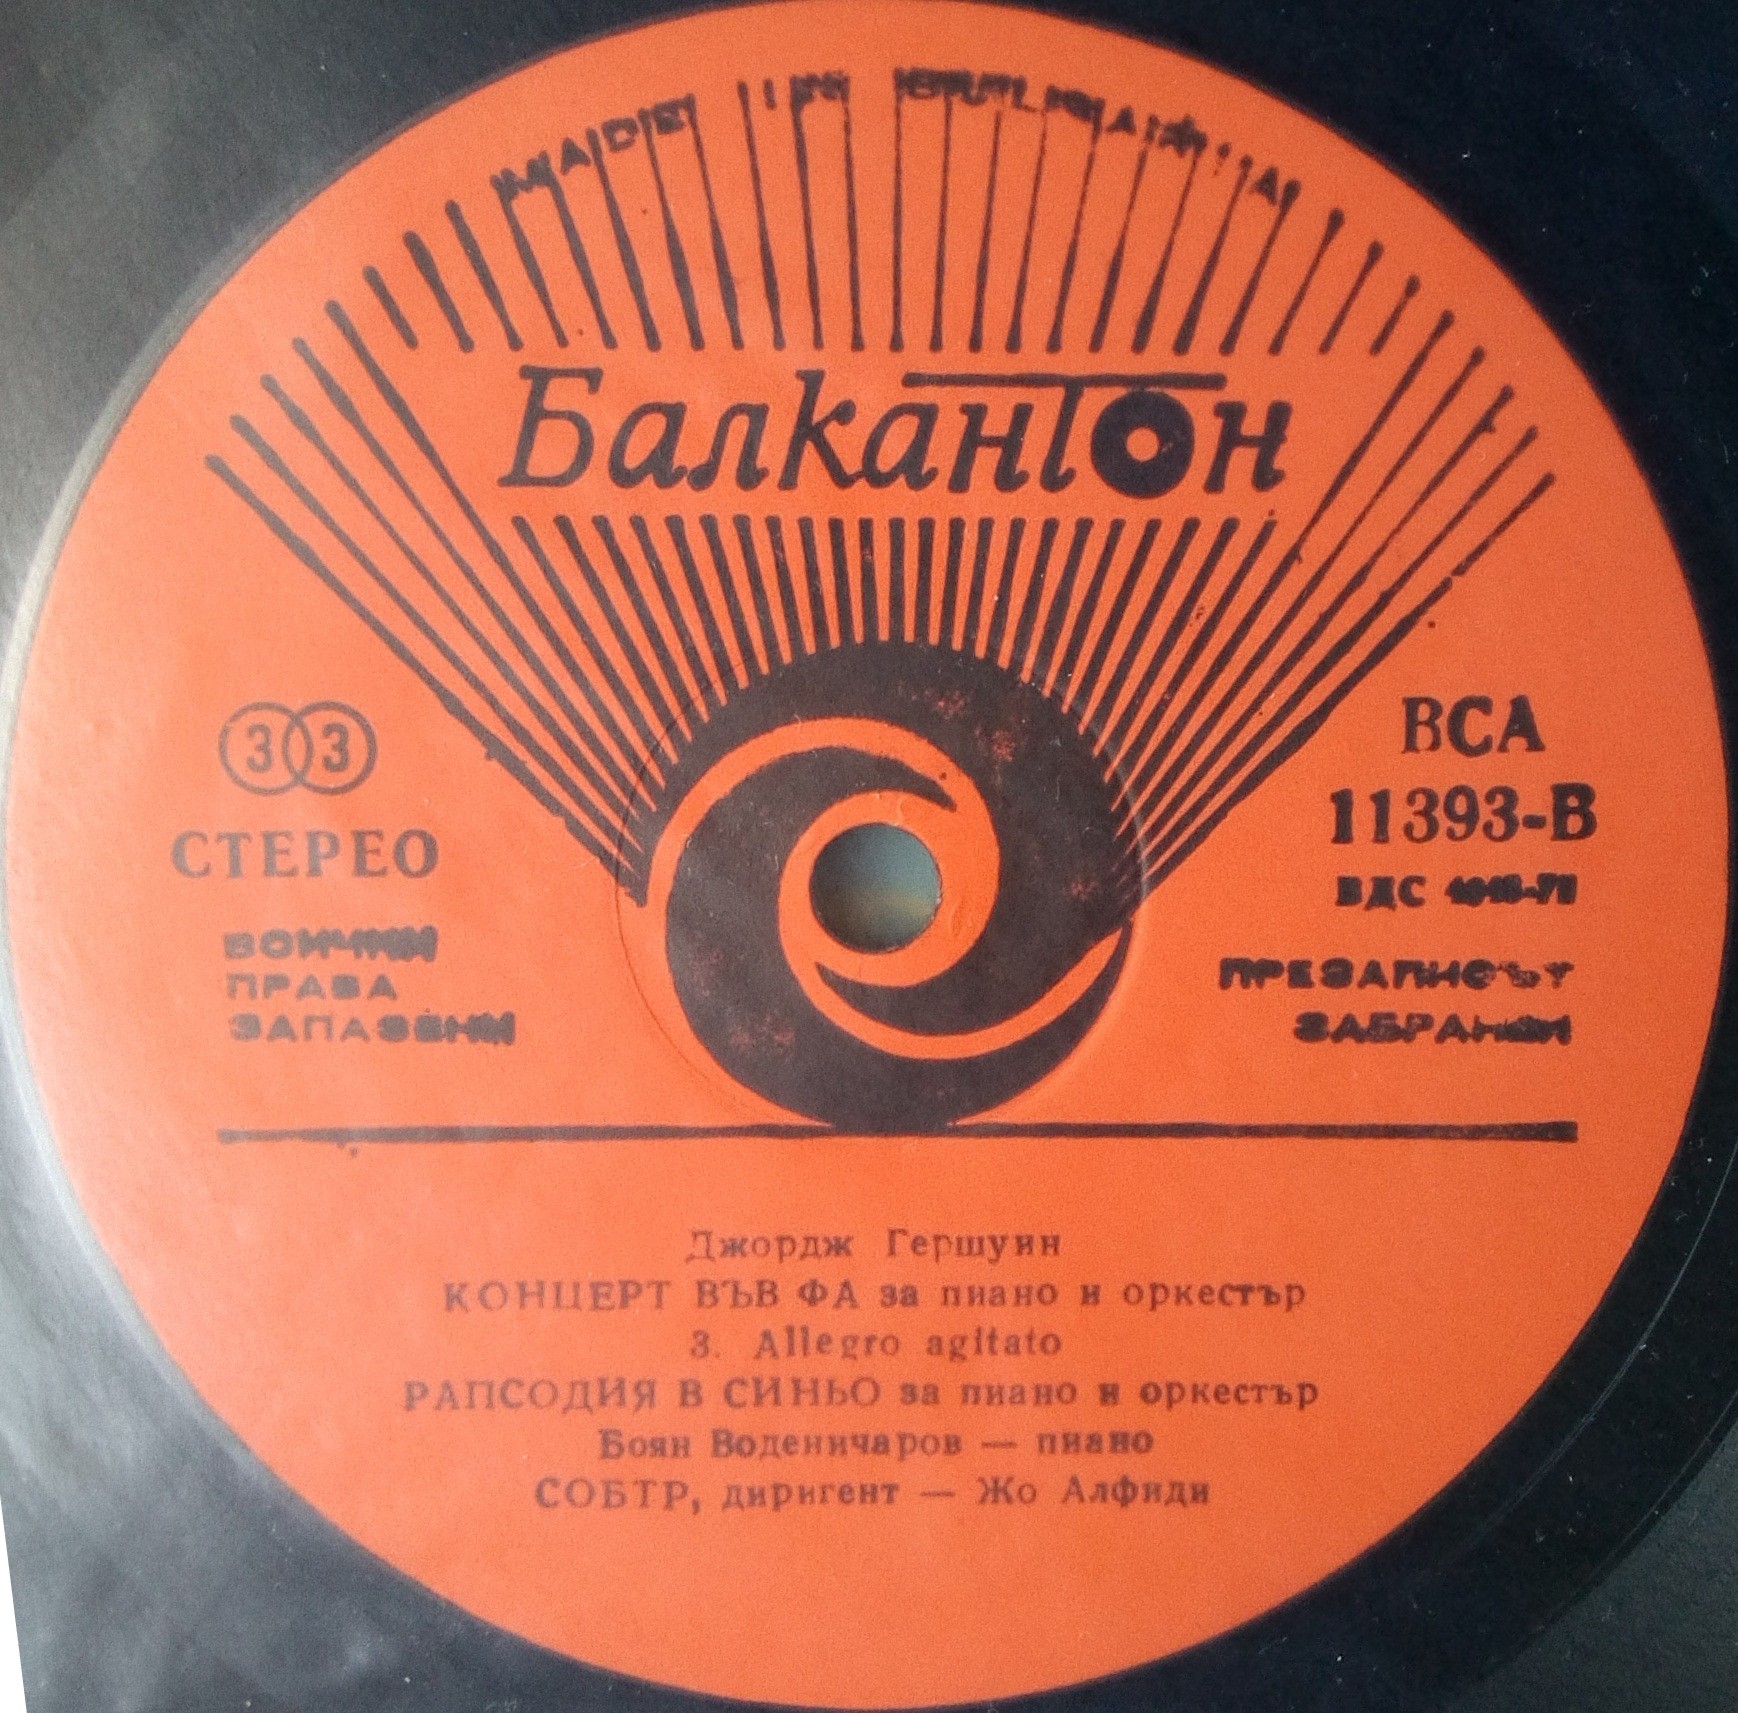 MADE IN BULGARIA
Балкантон
33
СТЕРЕО
ВСИЧКИ
ПРАВА
ЗАПАЗЕНИ
ВСА
11393-В
ВДС
ПРЕЗАПИСЪТ
ЗАБРАНЕН
Джордж Гершуин
КОНЦЕРТ ВЪВ ФА за пиано и оркестър
3. Allegro agitato
РАПСОДИЯ В СИНЬО за пиано и оркестър
Боян Воденичаров — пиано
СОБТР, диригент — Жо Алфиди